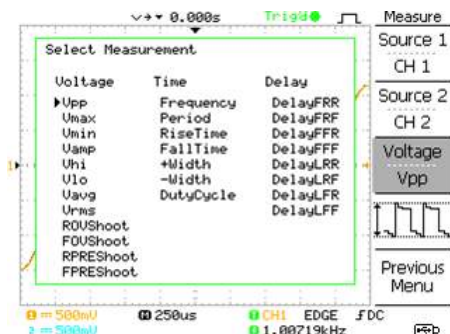 0.000s Trig'd Measure
Select Measurement
Voltage Time Delay
Vpp Frequency DelayFRR
Vmax Period DelayFRF
Vmin RiseTime DelayFFR
Vamp FallTime DelayFFF
Vhi +Width DelayLRR
Vlo -Width DelayLRF
Vavg DutyCycle DelayLFR
Vrms DelayLFF
ROVShoot
FOVShoot
RPREShoot
FPREShoot
Source 1
CH 1
Source 2
CH 2
Voltage
Vpp
Previous
Menu
1 500mV M 250us CH1 EDGE DC
2 500mV 1.00719kHz